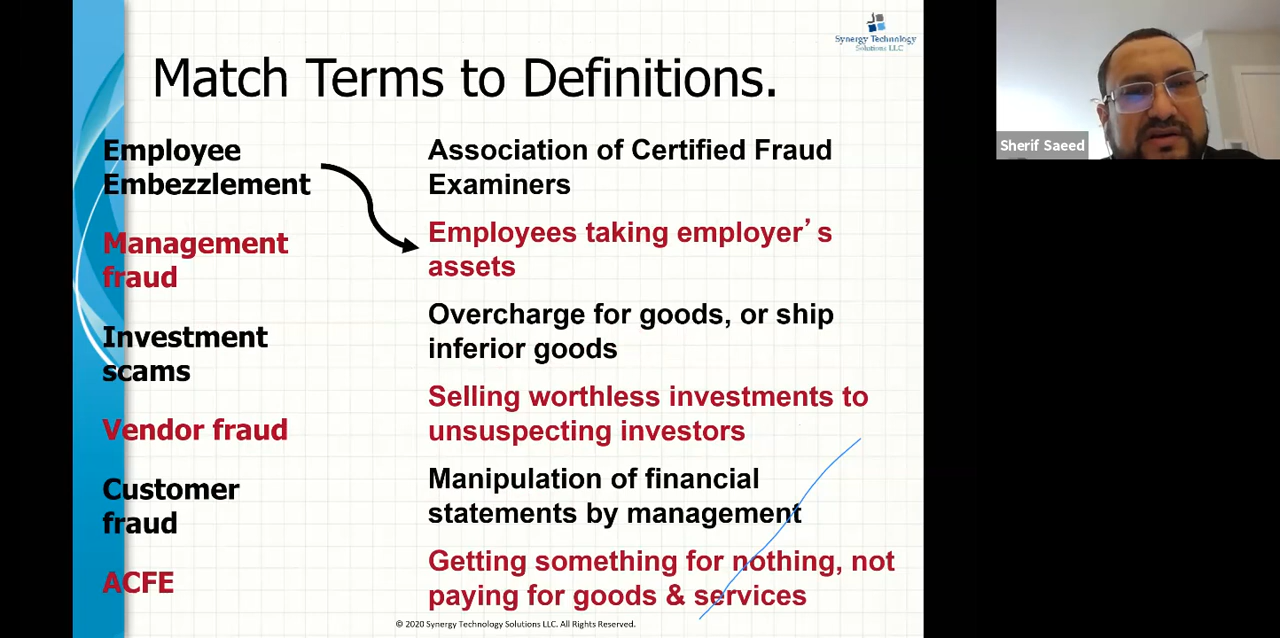 Synergy Technology
Solutions LLC
Match Terms to Definitions.
Employee
Embezzlement
Management
fraud
Investment
scams
Vendor fraud
Customer
fraud
ACFE
Association of Certified Fraud
Examiners
Employees taking employer’s
assets
Overcharge for goods, or ship
inferior goods
Selling worthless investments to
unsuspecting investors
Manipulation of financial
statements by management
Getting something for nothing, not
paying for goods & services
© 2020 Synergy Technology Solutions LLC. All Rights Reserved.
Sherif Saeed